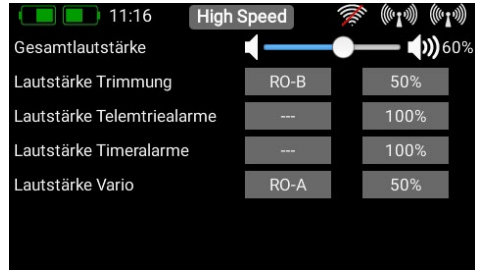 11:16 High Speed
Gesamtlautstärke 60%
Lautstärke Trimmung RO-B 50%
Lautstärke Telemtriealarme --- 100%
Lautstärke Timeralarme --- 100%
Lautstärke Vario RO-A 50%